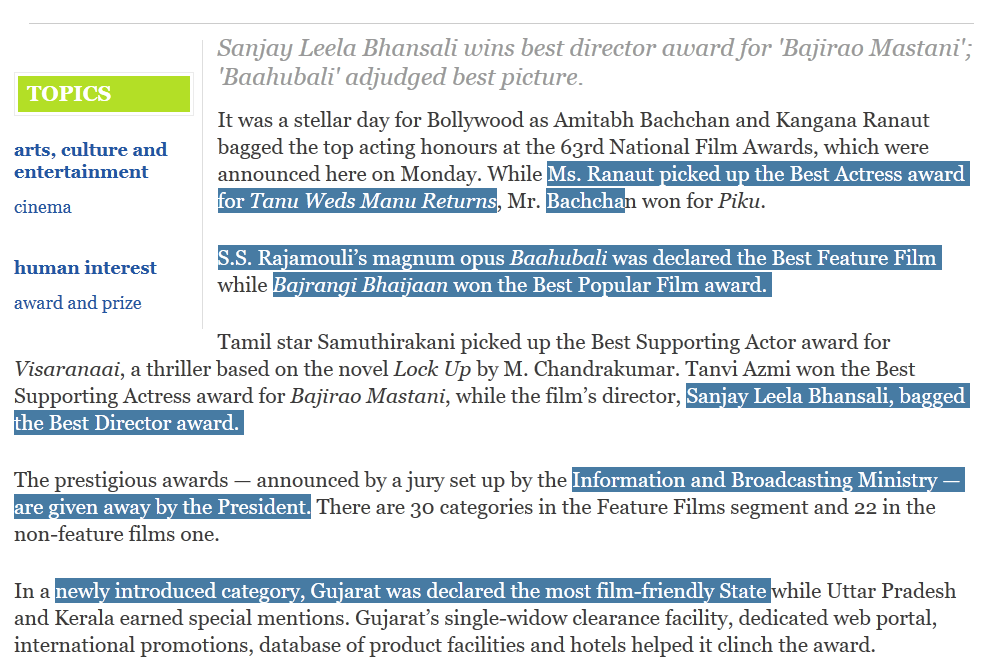 Sanjay Leela Bhansali wins best director award for 'Bajirao Mastani';
'Baahubali' adjudged best picture.
TOPICS
arts, culture and
entertainment
cinema
human interest
award and prize
It was a stellar day for Bollywood as Amitabh Bachchan and Kangana Ranaut
bagged the top acting honours at the 63rd National Film Awards, which were
announced here on Monday. While Ms. Ranaut picked up the Best Actress award
for Tanu Weds Manu Returns, Mr. Bachchan won for Piku.
S.S. Rajamouli’s magnum opus Baahubali was declared the Best Feature Film
while Bajrangi Bhaijaan won the Best Popular Film award.
Tamil star Samuthirakani picked up the Best Supporting Actor award for
Visaranaai, a thriller based on the novel Lock Up by M. Chandrakumar. Tanvi Azmi won the Best
Supporting Actress award for Bajirao Mastani, while the film’s director, Sanjay Leela Bhansali, bagged
the Best Director award.
The prestigious awards — announced by a jury set up by the Information and Broadcasting Ministry —
are given away by the President. There are 30 categories in the Feature Films segment and 22 in the
non-feature films one.
In a newly introduced category, Gujarat was declared the most film-friendly State while Uttar Pradesh
and Kerala earned special mentions. Gujarat’s single-widow clearance facility, dedicated web portal,
international promotions, database of product facilities and hotels helped it clinch the award.